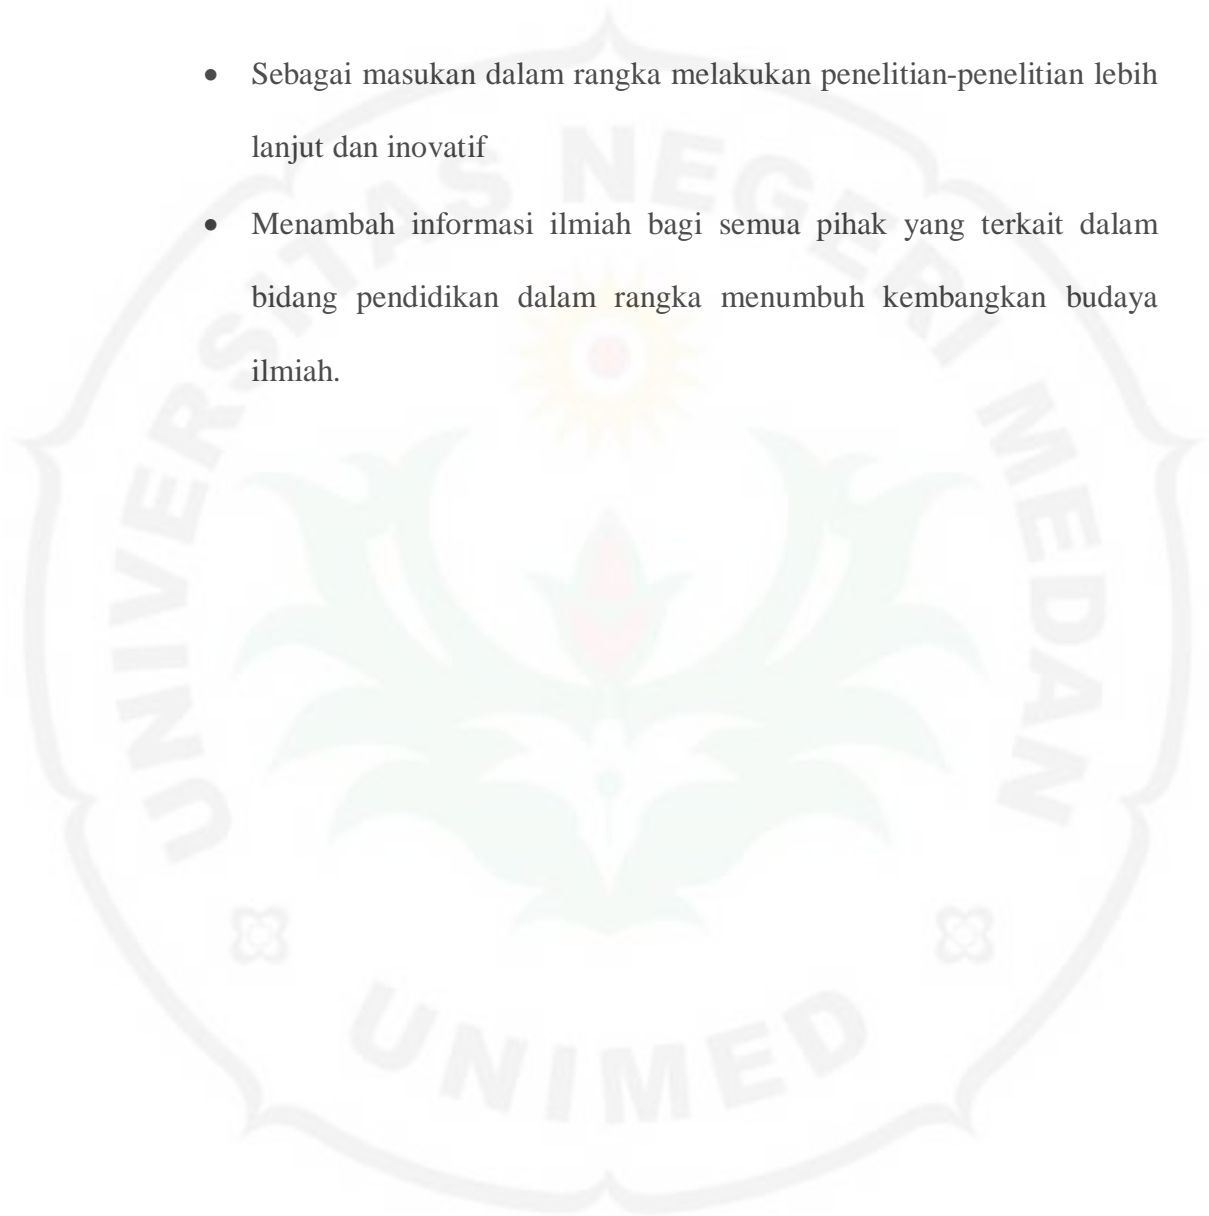 • Sebagai masukan dalam rangka melakukan penelitian-penelitian lebih
lanjut dan inovatif
• Menambah informasi ilmiah bagi semua pihak yang terkait dalam
bidang pendidikan dalam rangka menumbuh kembangkan budaya
ilmiah.
UNIVERSITAS NEGERI MEDAN
UNIMED